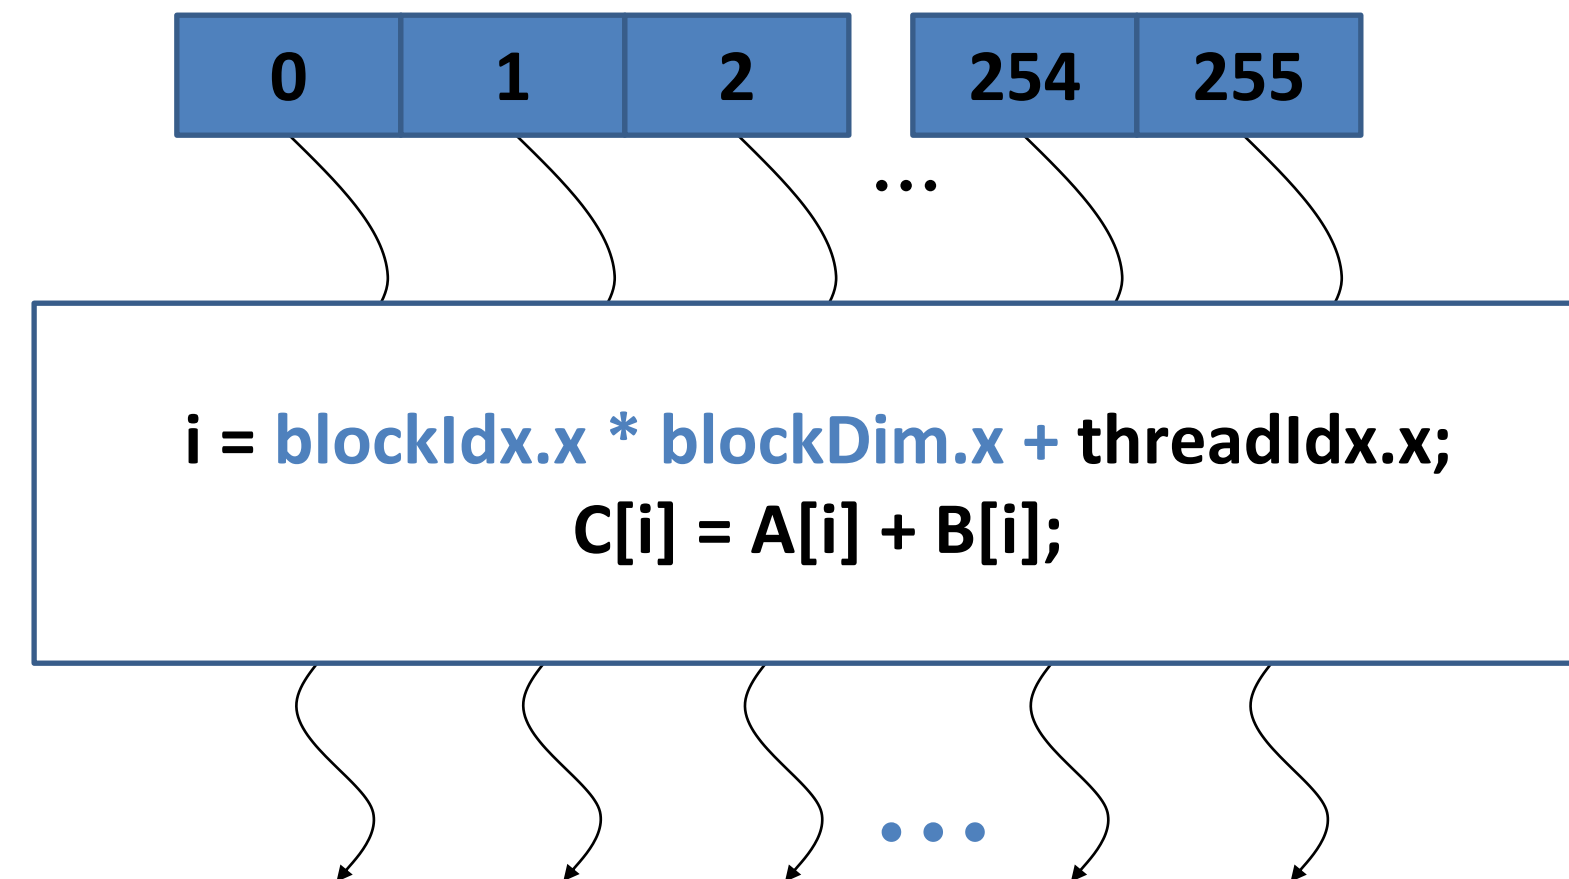 0 1 2 254 255
...
i = blockIdx.x * blockDim.x + threadIdx.x;
C[i] = A[i] + B[i];
...